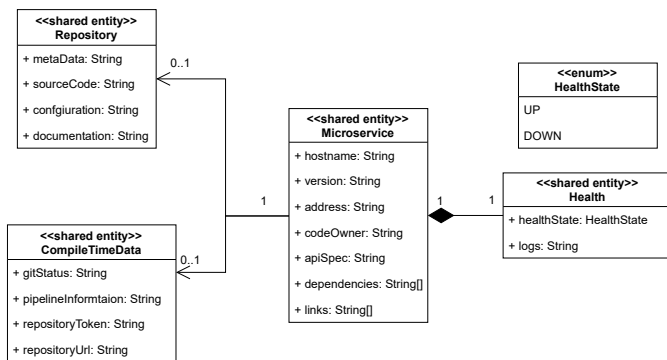 <<shared entity>>
Repository
+ metaData: String
+ sourceCode: String
+ confgiuration: String
+ documentation: String
0..1
<<enum>>
HealthState
UP
DOWN
<<shared entity>>
Microservice
+ hostname: String
+ version: String
+ address: String
+ codeOwner: String
+ apiSpec: String
+ dependencies: String[]
+ links: String[]
1
1
1
<<shared entity>>
Health
+ healthState: HealthState
+ logs: String
<<shared entity>>
CompileTimeData
+ gitStatus: String
+ pipelineInformtaion: String
+ repositoryToken: String
+ repositoryUrl: String
0..1